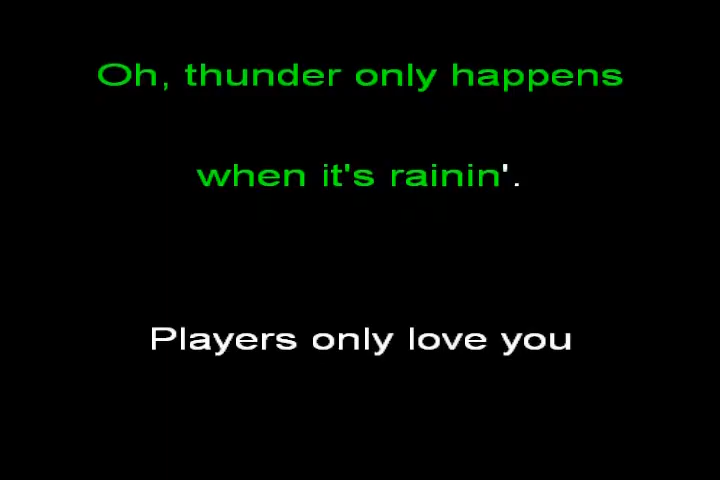 Oh, thunder only happens
when it's rainin'.
Players only love you